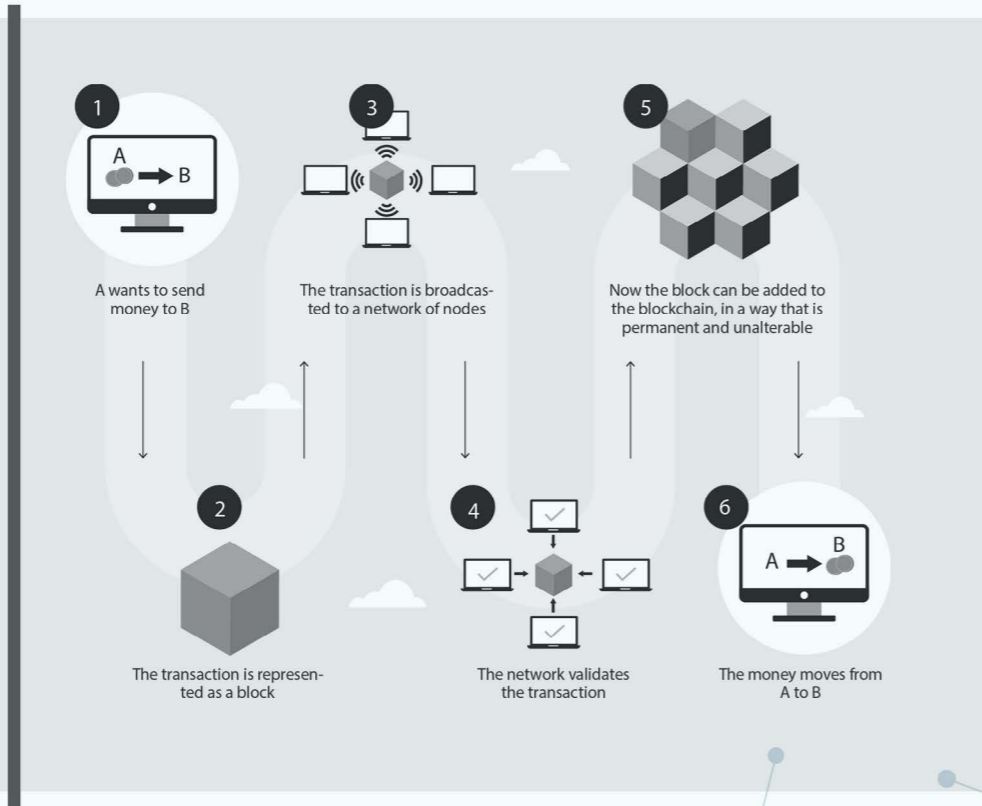 1
A
B
A wants to send
money to B
2
The transaction is represen-
ted as a block
3
The transaction is broadcas-
ted to a network of nodes
4
The network validates
the transaction
5
Now the block can be added to
the blockchain, in a way that is
permanent and unalterable
6
A
B
The money moves from
A to B